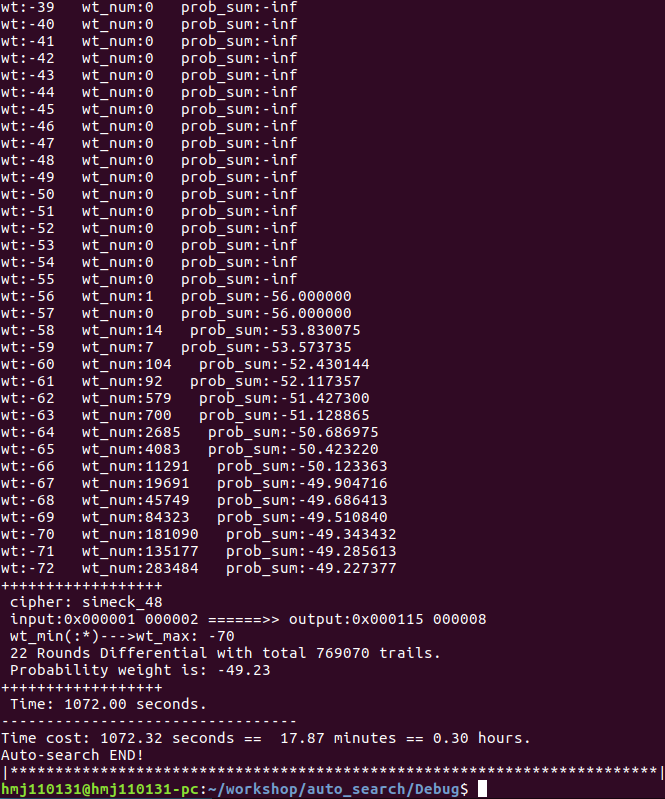 wt:-39   wt_num:0   prob_sum:-inf
wt:-40   wt_num:0   prob_sum:-inf
wt:-41   wt_num:0   prob_sum:-inf
wt:-42   wt_num:0   prob_sum:-inf
wt:-43   wt_num:0   prob_sum:-inf
wt:-44   wt_num:0   prob_sum:-inf
wt:-45   wt_num:0   prob_sum:-inf
wt:-46   wt_num:0   prob_sum:-inf
wt:-47   wt_num:0   prob_sum:-inf
wt:-48   wt_num:0   prob_sum:-inf
wt:-49   wt_num:0   prob_sum:-inf
wt:-50   wt_num:0   prob_sum:-inf
wt:-51   wt_num:0   prob_sum:-inf
wt:-52   wt_num:0   prob_sum:-inf
wt:-53   wt_num:0   prob_sum:-inf
wt:-54   wt_num:0   prob_sum:-inf
wt:-55   wt_num:0   prob_sum:-inf
wt:-56   wt_num:1   prob_sum:-56.000000
wt:-57   wt_num:0   prob_sum:-56.000000
wt:-58   wt_num:14   prob_sum:-53.830075
wt:-59   wt_num:7   prob_sum:-53.573735
wt:-60   wt_num:104   prob_sum:-52.430144
wt:-61   wt_num:92   prob_sum:-52.117357
wt:-62   wt_num:579   prob_sum:-51.427300
wt:-63   wt_num:700   prob_sum:-51.128865
wt:-64   wt_num:2685   prob_sum:-50.686975
wt:-65   wt_num:4083   prob_sum:-50.423220
wt:-66   wt_num:11291   prob_sum:-50.123363
wt:-67   wt_num:19691   prob_sum:-49.904716
wt:-68   wt_num:45749   prob_sum:-49.686413
wt:-69   wt_num:84323   prob_sum:-49.510840
wt:-70   wt_num:181090   prob_sum:-49.343432
wt:-71   wt_num:135177   prob_sum:-49.285613
wt:-72   wt_num:283484   prob_sum:-49.227377
++++++++++++++++++
cipher: simeck_48
input:0x000001 000002 ======>> output:0x000115 000008
wt_min(:*)--->wt_max: -70
22 Rounds Differential with total 769070 trails.
Probability weight is: -49.23
++++++++++++++++++
Time: 1072.00 seconds.
---------------------------------
Time cost: 1072.32 seconds ==  17.87 minutes == 0.30 hours.
Auto-search END!
|************************************************************************|
hmj110131@hmj110131-pc:~/workshop/auto_search/Debug$